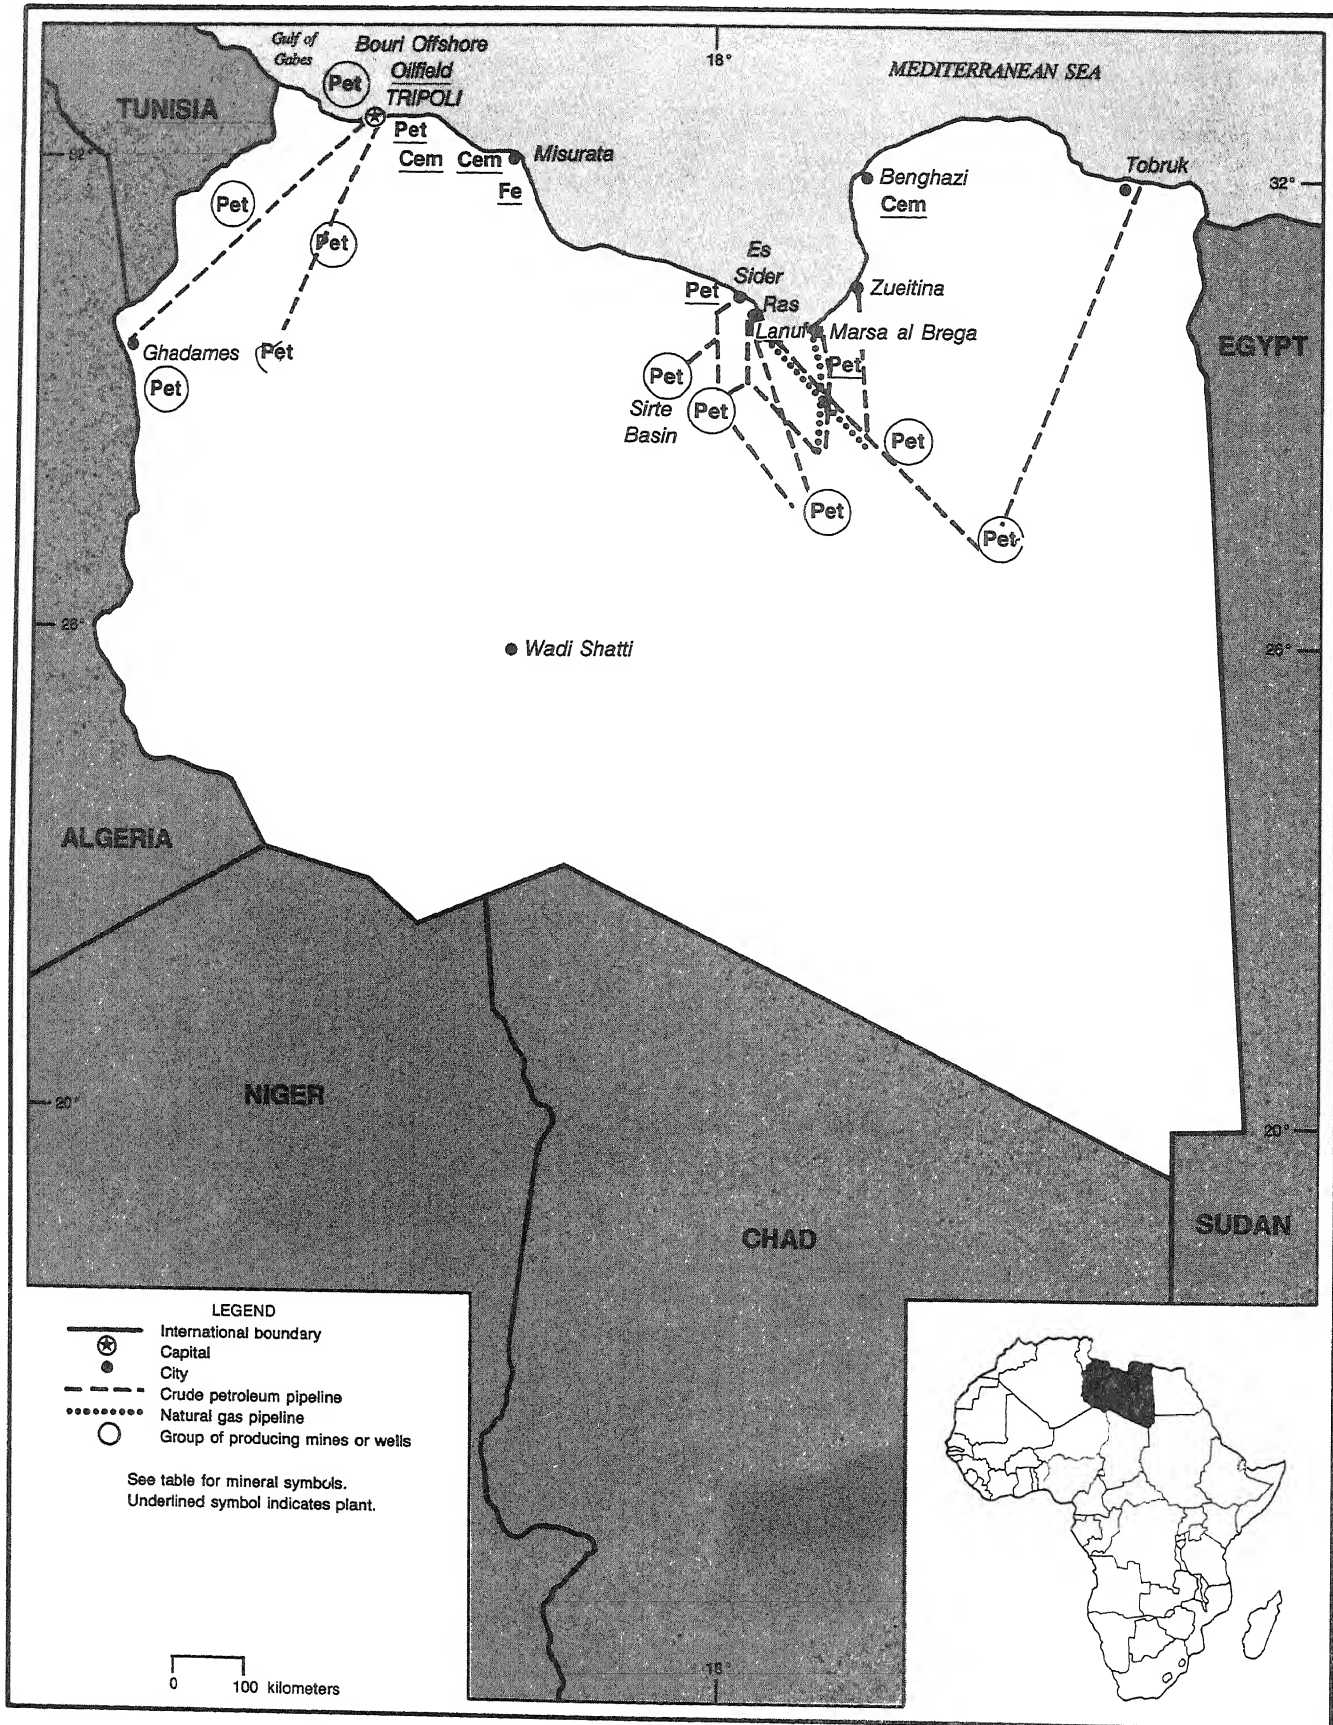 Gulf of
Gabes
Bouri Offshore
Oilfield
Pet
TRIPOLI
18°
MEDITERRANEAN SEA
TUNISIA
Pet
Cem
Cem
Misurata
Fe
32°
Tobruk
32°
Benghazi
Cem
Pet
Pet
Es
Sider
Pet
Ras
Lanuf
Zueitina
Marsa al Brega
Pet
EGYPT
Ghadames
Pet
Pet
Pet
Sirte
Basin
Pet
Pet
Pet
Pet
Wadi Shatti
26°
26°
ALGERIA
NIGER
20°
20°
CHAD
SUDAN
LEGEND
International boundary
Capital
City
Crude petroleum pipeline
Natural gas pipeline
Group of producing mines or wells
See table for mineral symbols.
Underlined symbol indicates plant.
0 100 kilometers
18°